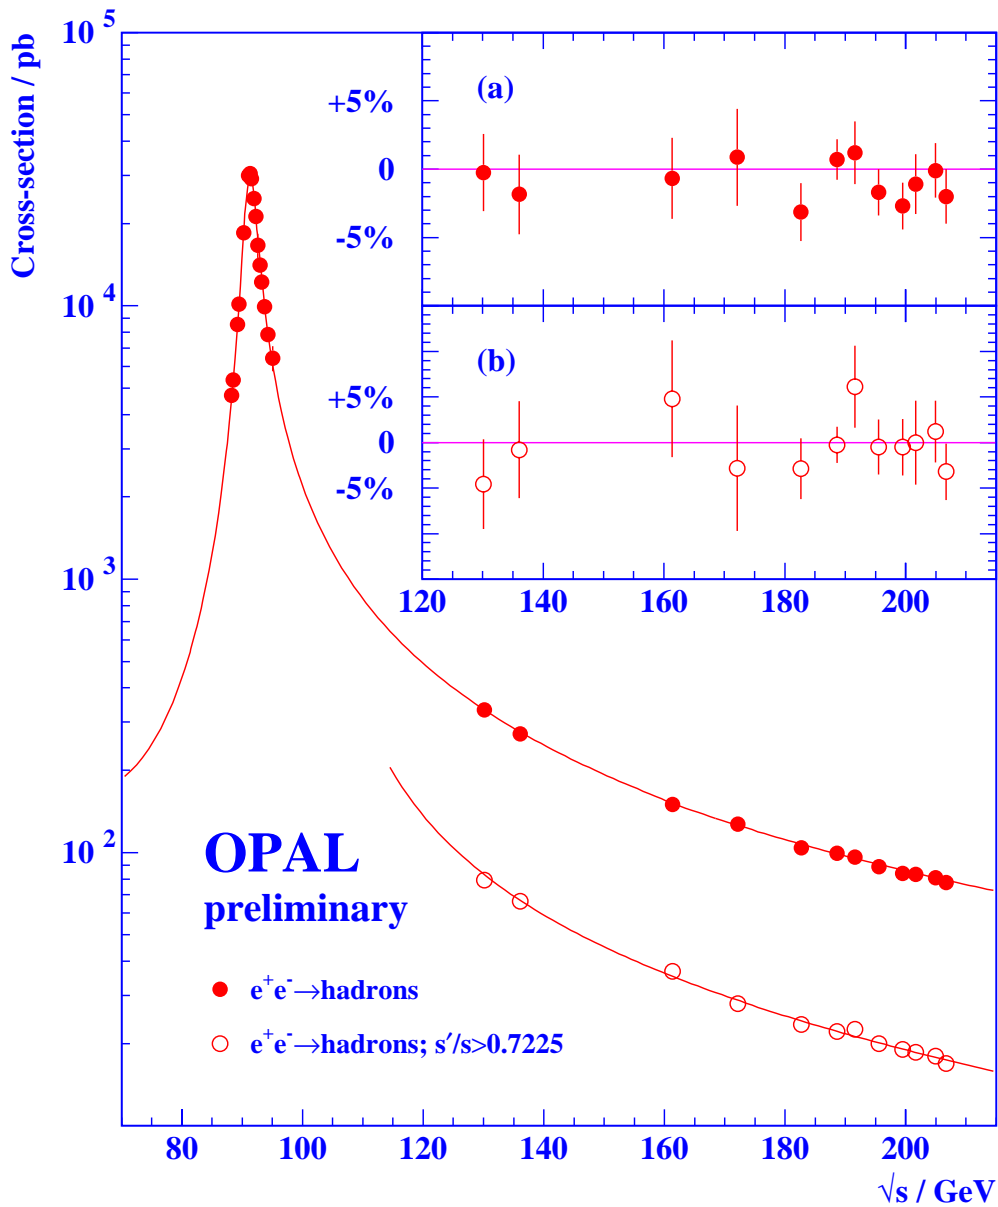 Cross-section / pb
10^5
10^4
10^3
10^2
(a)
+5%
0
-5%
(b)
+5%
0
-5%
120 140 160 180 200
OPAL
preliminary
e⁺e⁻→hadrons
e⁺e⁻→hadrons; s′/s>0.7225
80 100 120 140 160 180 200
√s / GeV